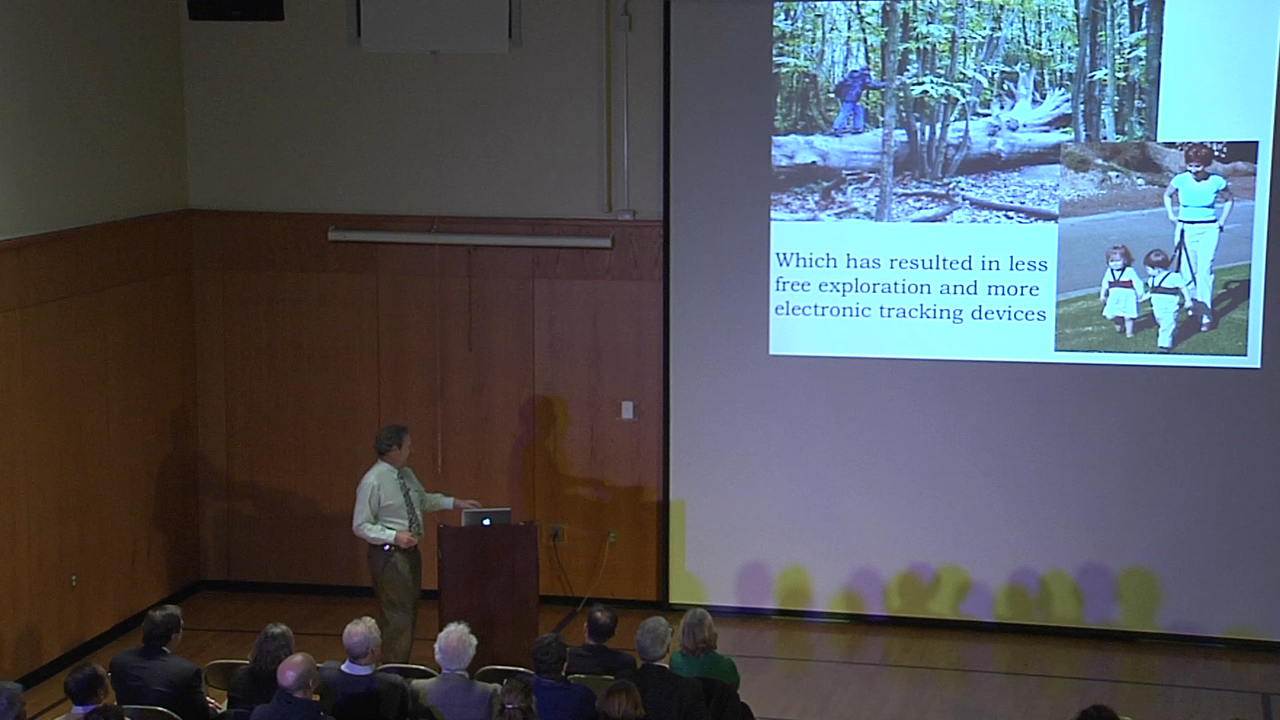 Which has resulted in less
free exploration and more
electronic tracking devices